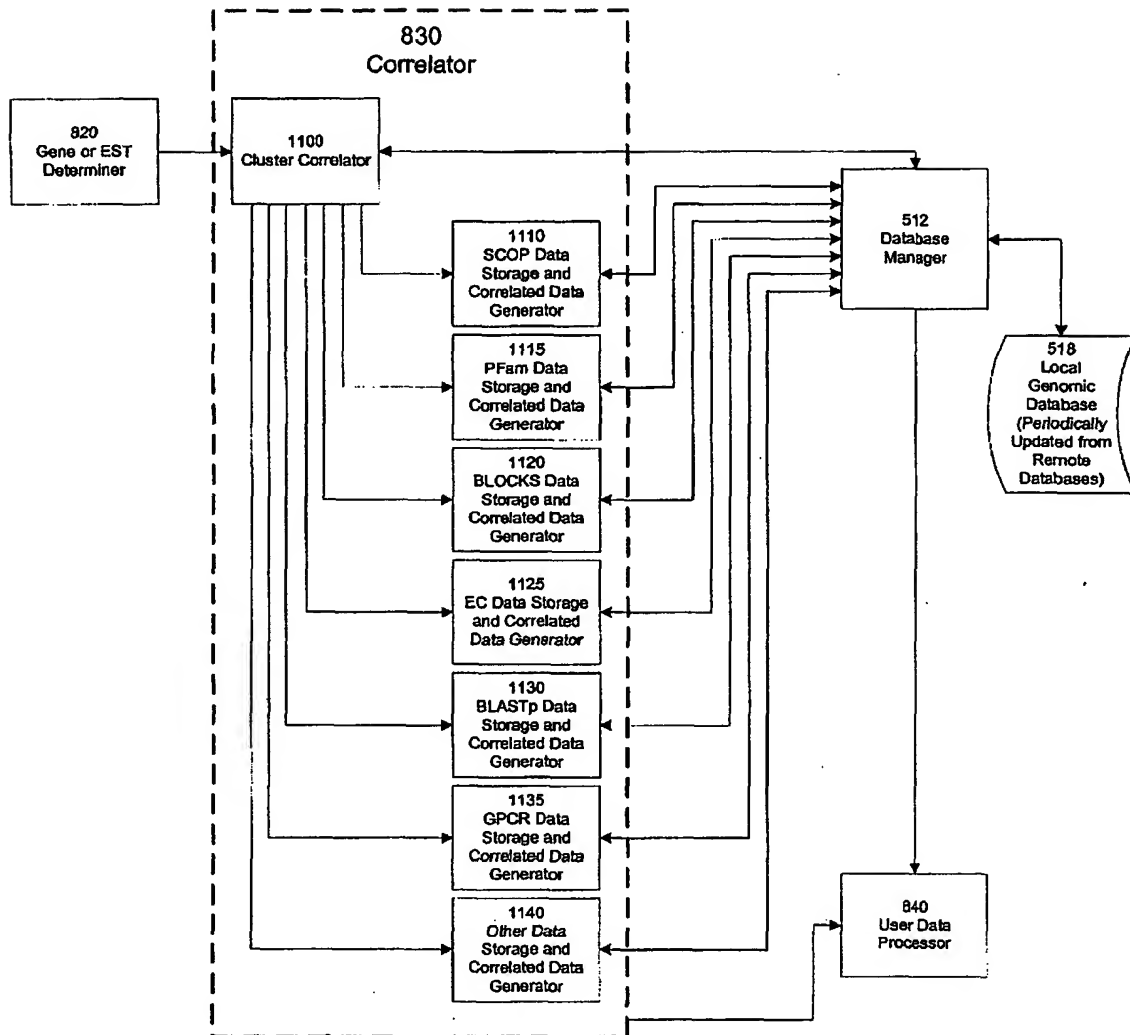 830
Correlator
820
Gene or EST
Determiner
1100
Cluster Correlator
512
Database
Manager
1110
SCOP Data
Storage and
Correlated Data
Generator
1115
PFam Data
Storage and
Correlated Data
Generator
518
Local
Genomic
Database
(Periodically
Updated from
Remote
Databases)
1120
BLOCKS Data
Storage and
Correlated Data
Generator
1125
EC Data Storage
and Correlated
Data Generator
1130
BLASTp Data
Storage and
Correlated Data
Generator
1135
GPCR Data
Storage and
Correlated Data
Generator
1140
Other Data
Storage and
Correlated Data
Generator
840
User Data
Processor